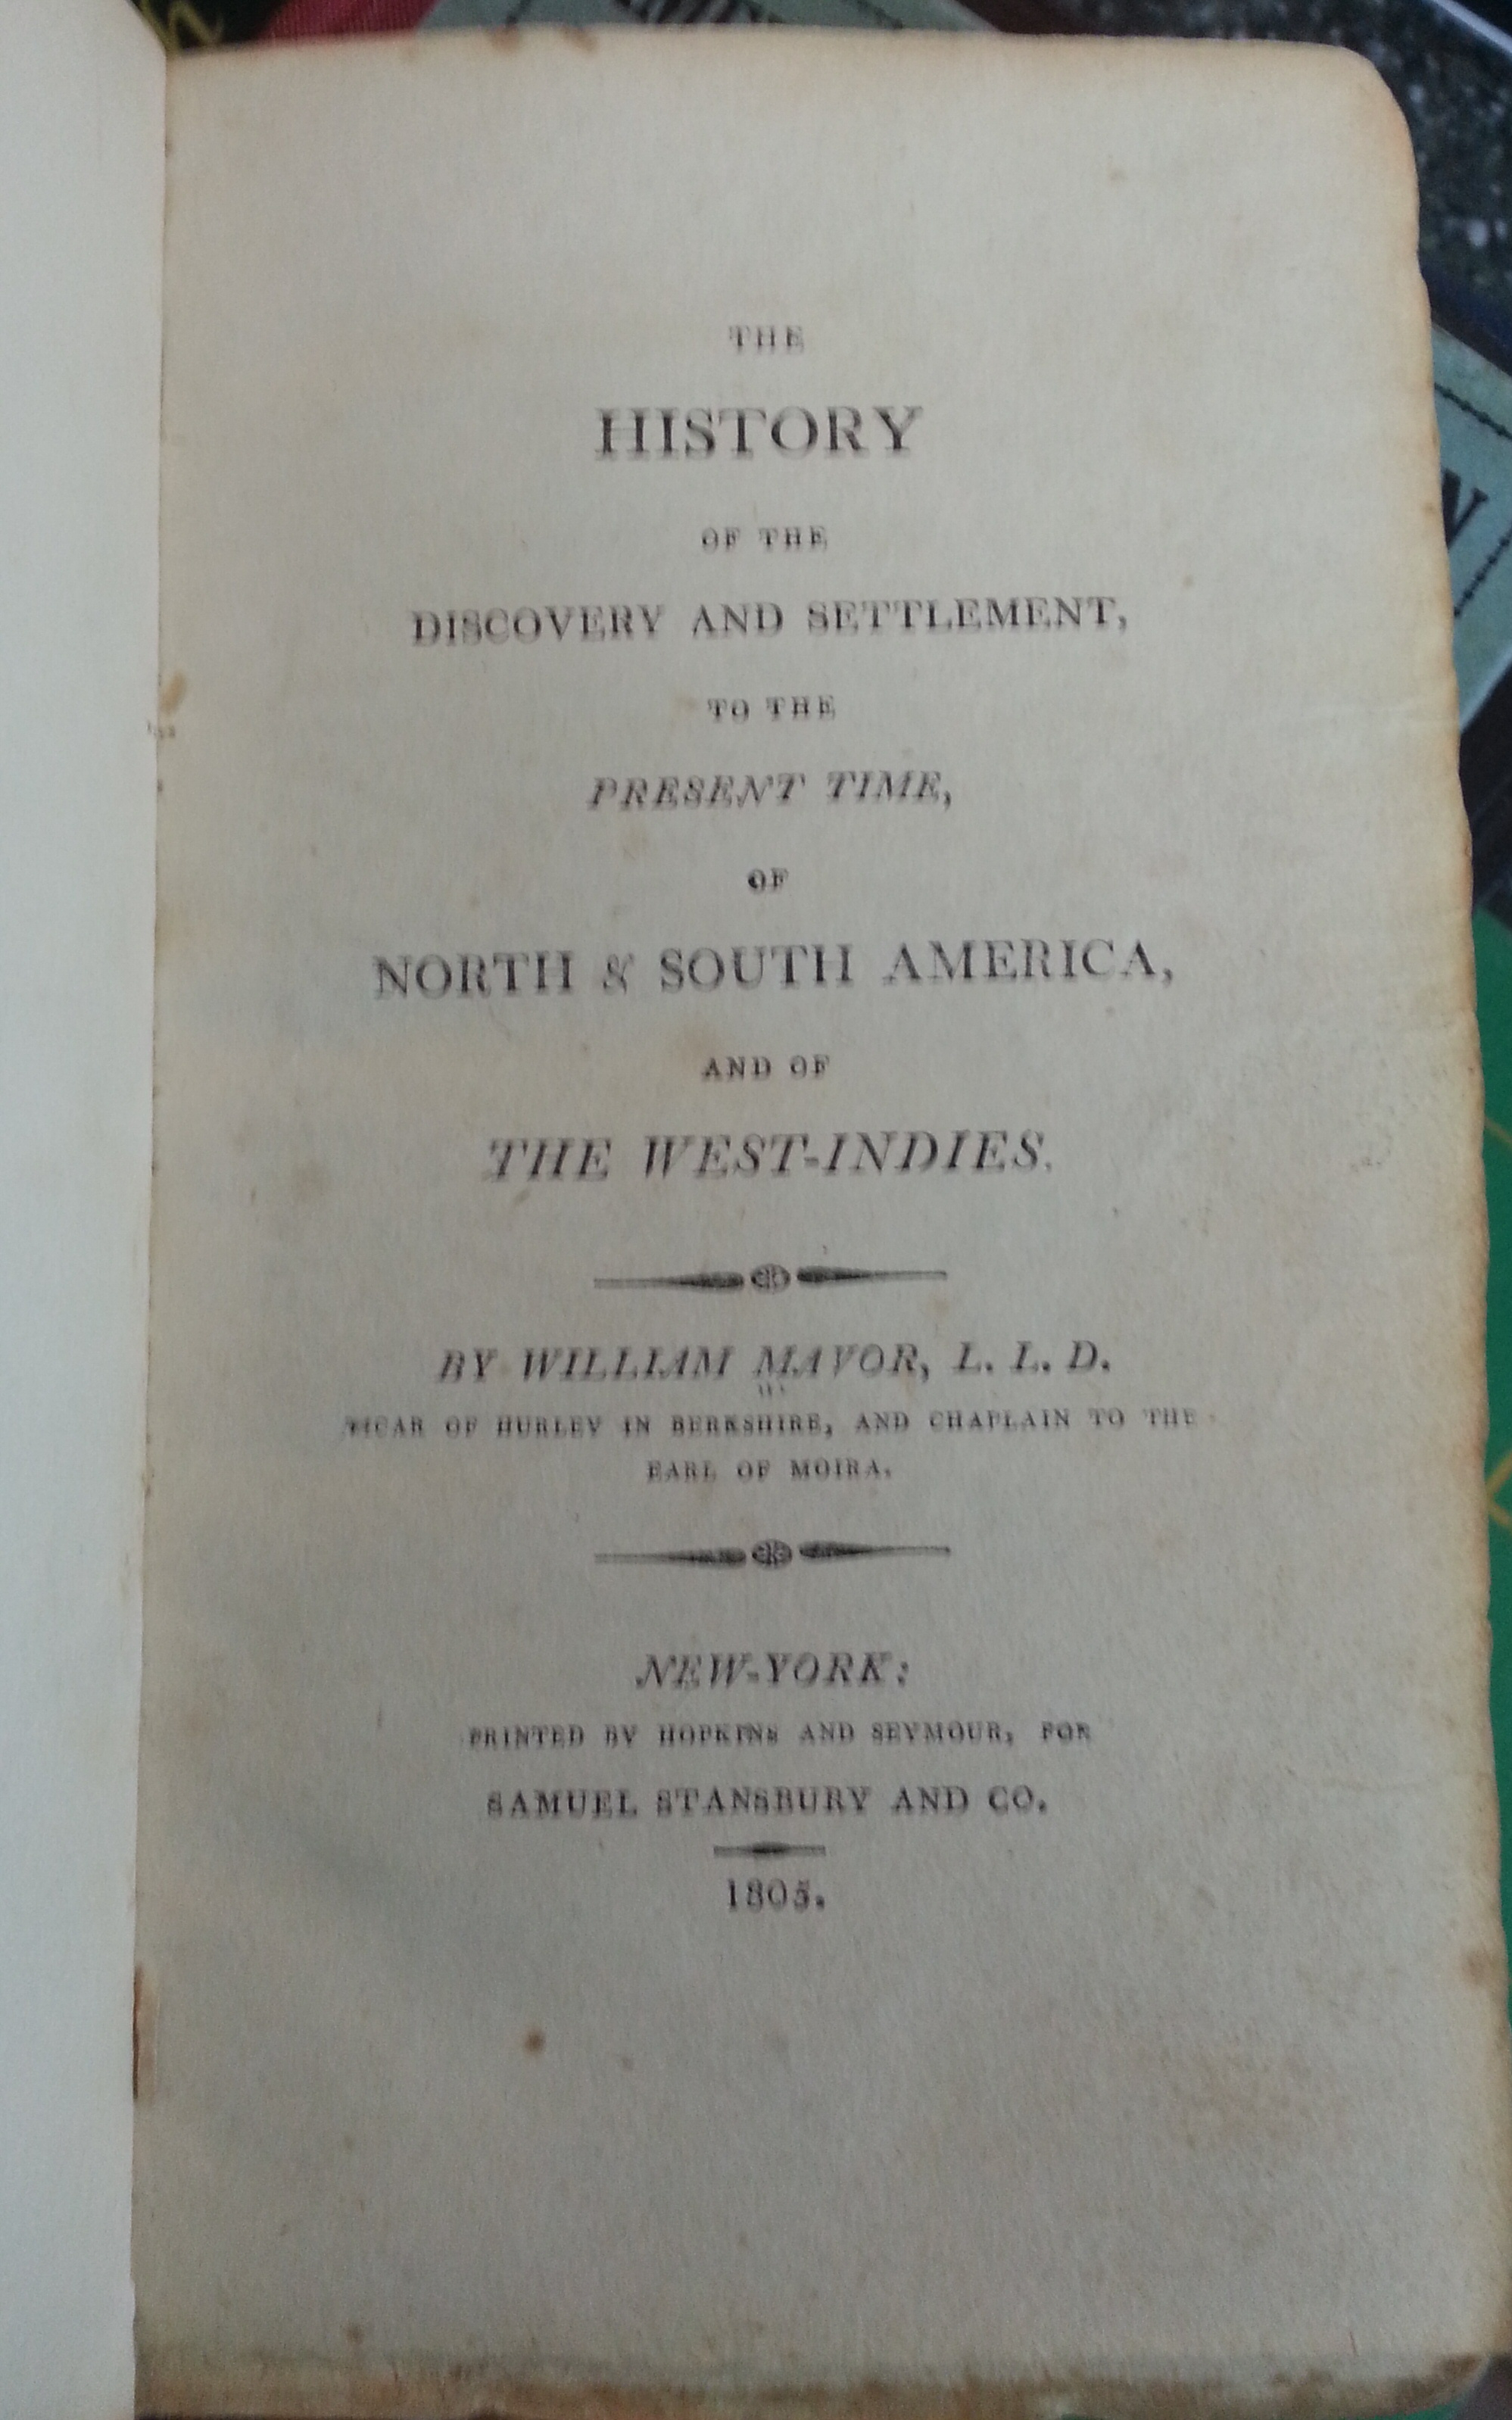 THE
HISTORY
OF THE
DISCOVERY AND SETTLEMENT,
TO THE
PRESENT TIME,
OF
NORTH & SOUTH AMERICA,
AND OF
THE WEST-INDIES.
BY WILLIAM MAVOR, L. L. D.
VICAR OF HURLEY IN BERKSHIRE, AND CHAPLAIN TO THE
EARL OF MOIRA.
NEW-YORK:
PRINTED BY HOPKINS AND SEYMOUR, FOR
SAMUEL STANSBURY AND CO.
1805.